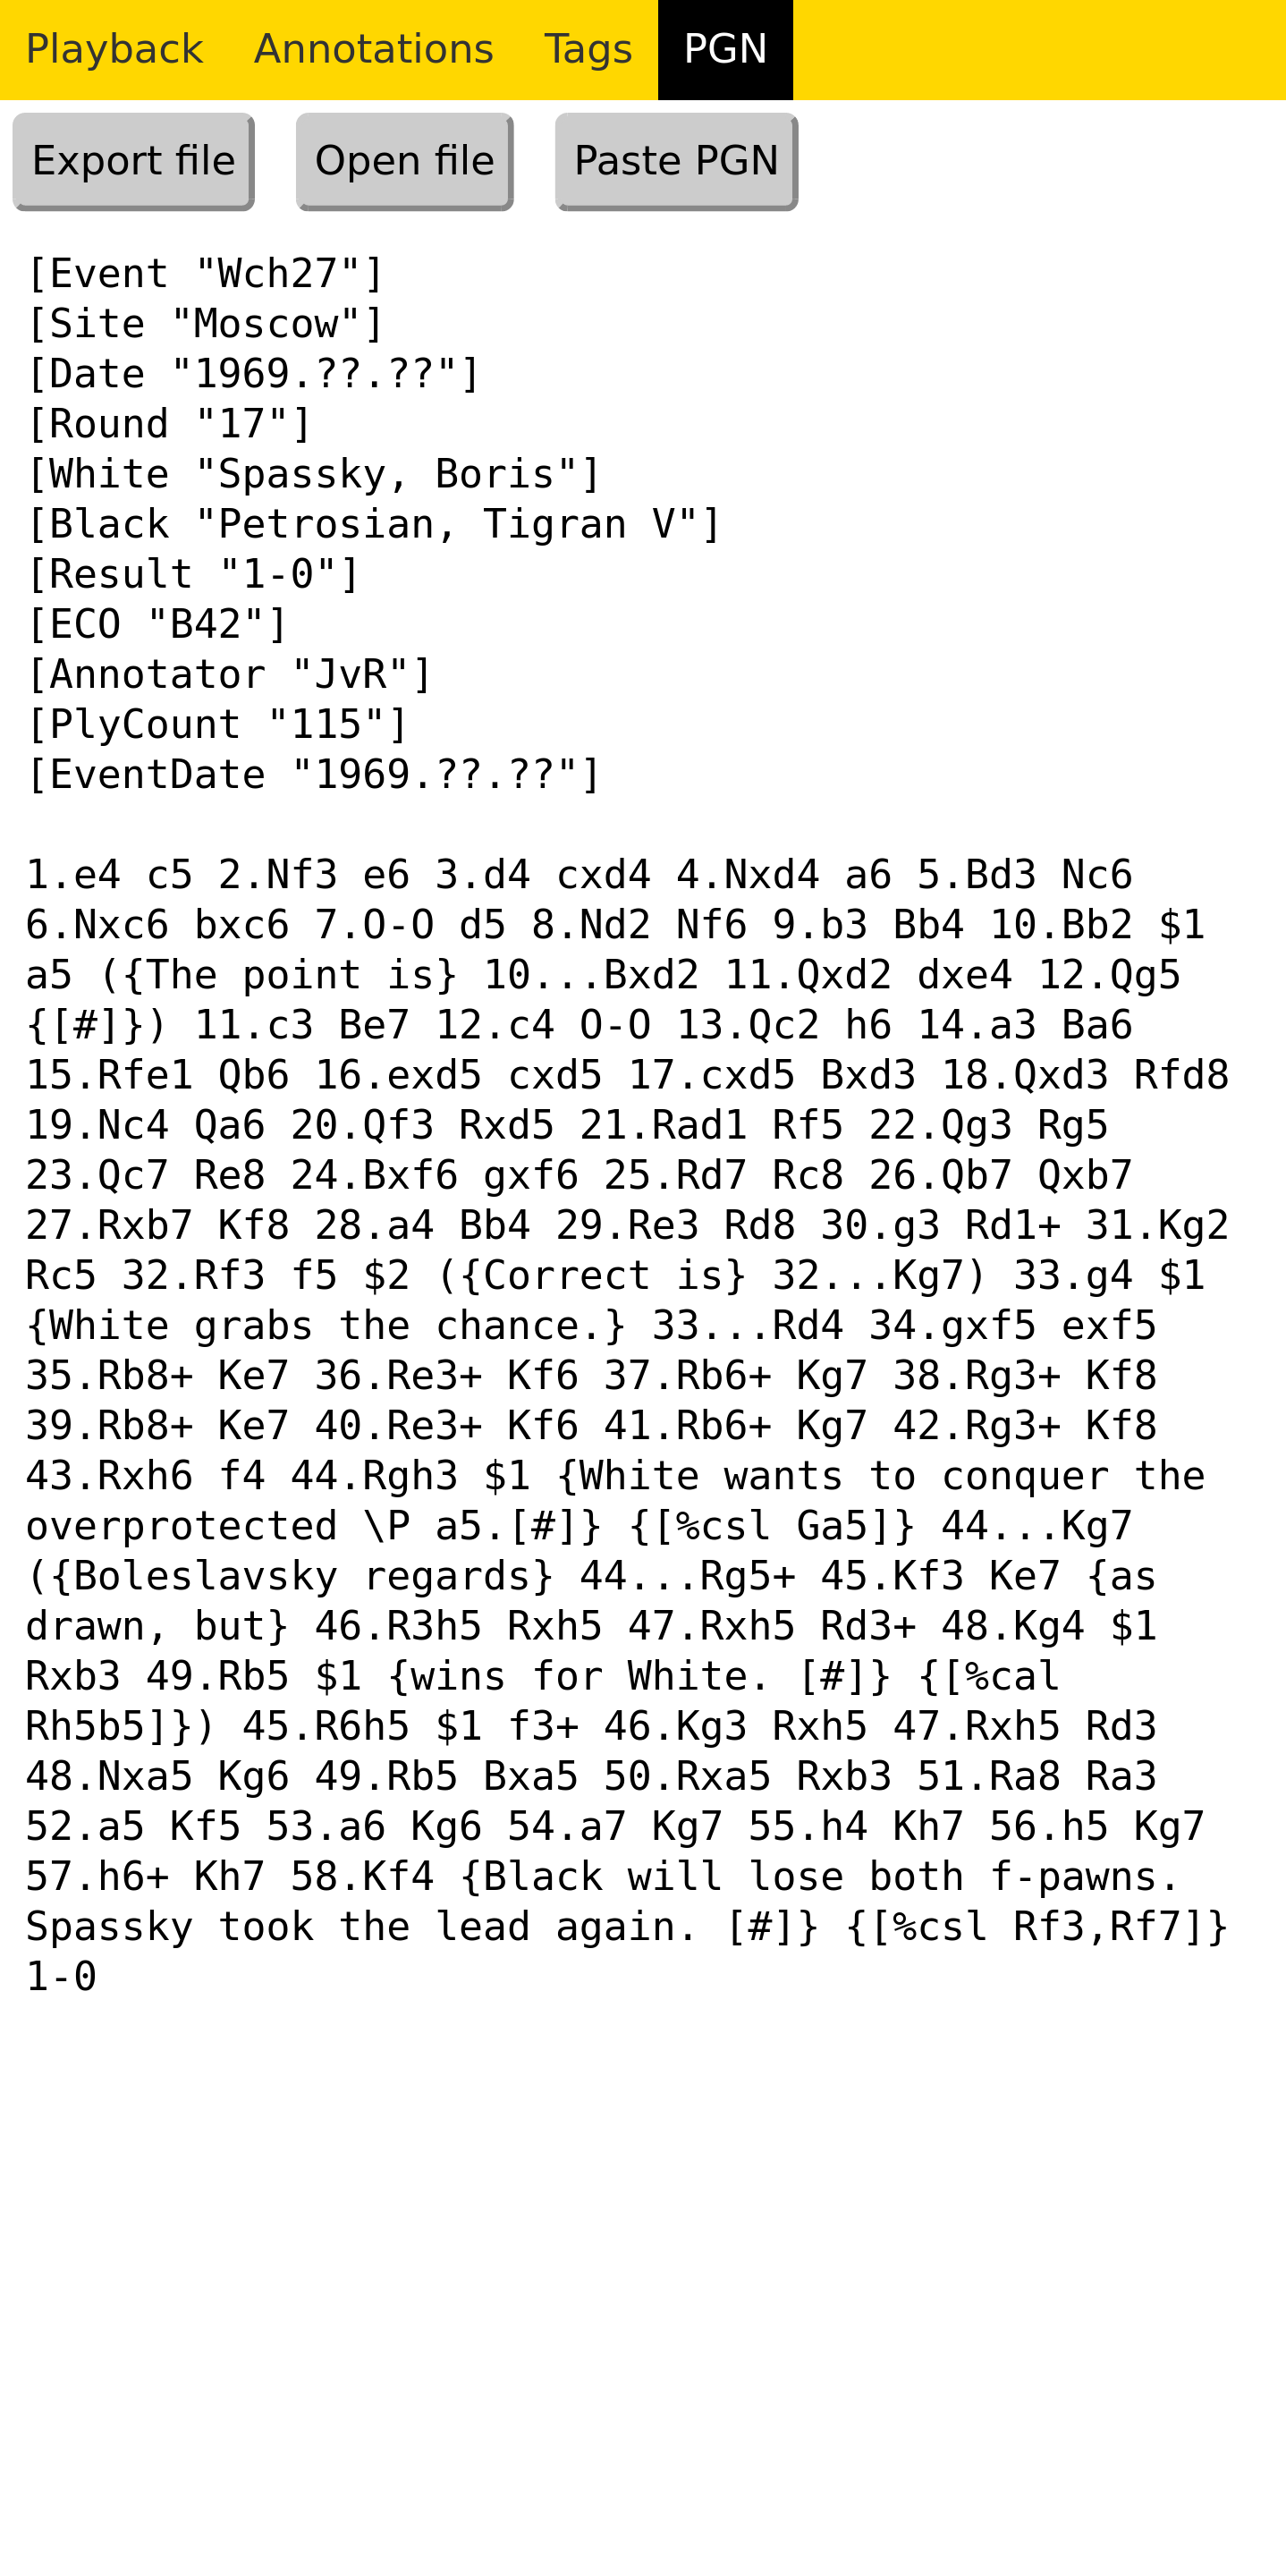 Playback Annotations Tags PGN
Export file Open file Paste PGN
[Event "Wch27"]
[Site "Moscow"]
[Date "1969.??.??"]
[Round "17"]
[White "Spassky, Boris"]
[Black "Petrosian, Tigran V"]
[Result "1-0"]
[ECO "B42"]
[Annotator "JvR"]
[PlyCount "115"]
[EventDate "1969.??.??"]
1.e4 c5 2.Nf3 e6 3.d4 cxd4 4.Nxd4 a6 5.Bd3 Nc6
6.Nxc6 bxc6 7.O-O d5 8.Nd2 Nf6 9.b3 Bb4 10.Bb2 $1
a5 ({The point is} 10...Bxd2 11.Qxd2 dxe4 12.Qg5
{[#]}) 11.c3 Be7 12.c4 O-O 13.Qc2 h6 14.a3 Ba6
15.Rfe1 Qb6 16.exd5 cxd5 17.cxd5 Bxd3 18.Qxd3 Rfd8
19.Nc4 Qa6 20.Qf3 Rxd5 21.Rad1 Rf5 22.Qg3 Rg5
23.Qc7 Re8 24.Bxf6 gxf6 25.Rd7 Rc8 26.Qb7 Qxb7
27.Rxb7 Kf8 28.a4 Bb4 29.Re3 Rd8 30.g3 Rd1+ 31.Kg2
Rc5 32.Rf3 f5 $2 ({Correct is} 32...Kg7) 33.g4 $1
{White grabs the chance.} 33...Rd4 34.gxf5 exf5
35.Rb8+ Ke7 36.Re3+ Kf6 37.Rb6+ Kg7 38.Rg3+ Kf8
39.Rb8+ Ke7 40.Re3+ Kf6 41.Rb6+ Kg7 42.Rg3+ Kf8
43.Rxh6 f4 44.Rgh3 $1 {White wants to conquer the
overprotected \P a5.[#]} {[%csl Ga5]} 44...Kg7
({Boleslavsky regards} 44...Rg5+ 45.Kf3 Ke7 {as
drawn, but} 46.R3h5 Rxh5 47.Rxh5 Rd3+ 48.Kg4 $1
Rxb3 49.Rb5 $1 {wins for White. [#]} {[%cal
Rh5b5]}) 45.R6h5 $1 f3+ 46.Kg3 Rxh5 47.Rxh5 Rd3
48.Nxa5 Kg6 49.Rb5 Bxa5 50.Rxa5 Rxb3 51.Ra8 Ra3
52.a5 Kf5 53.a6 Kg6 54.a7 Kg7 55.h4 Kh7 56.h5 Kg7
57.h6+ Kh7 58.Kf4 {Black will lose both f-pawns.
Spassky took the lead again. [#]} {[%csl Rf3,Rf7]}
1-0